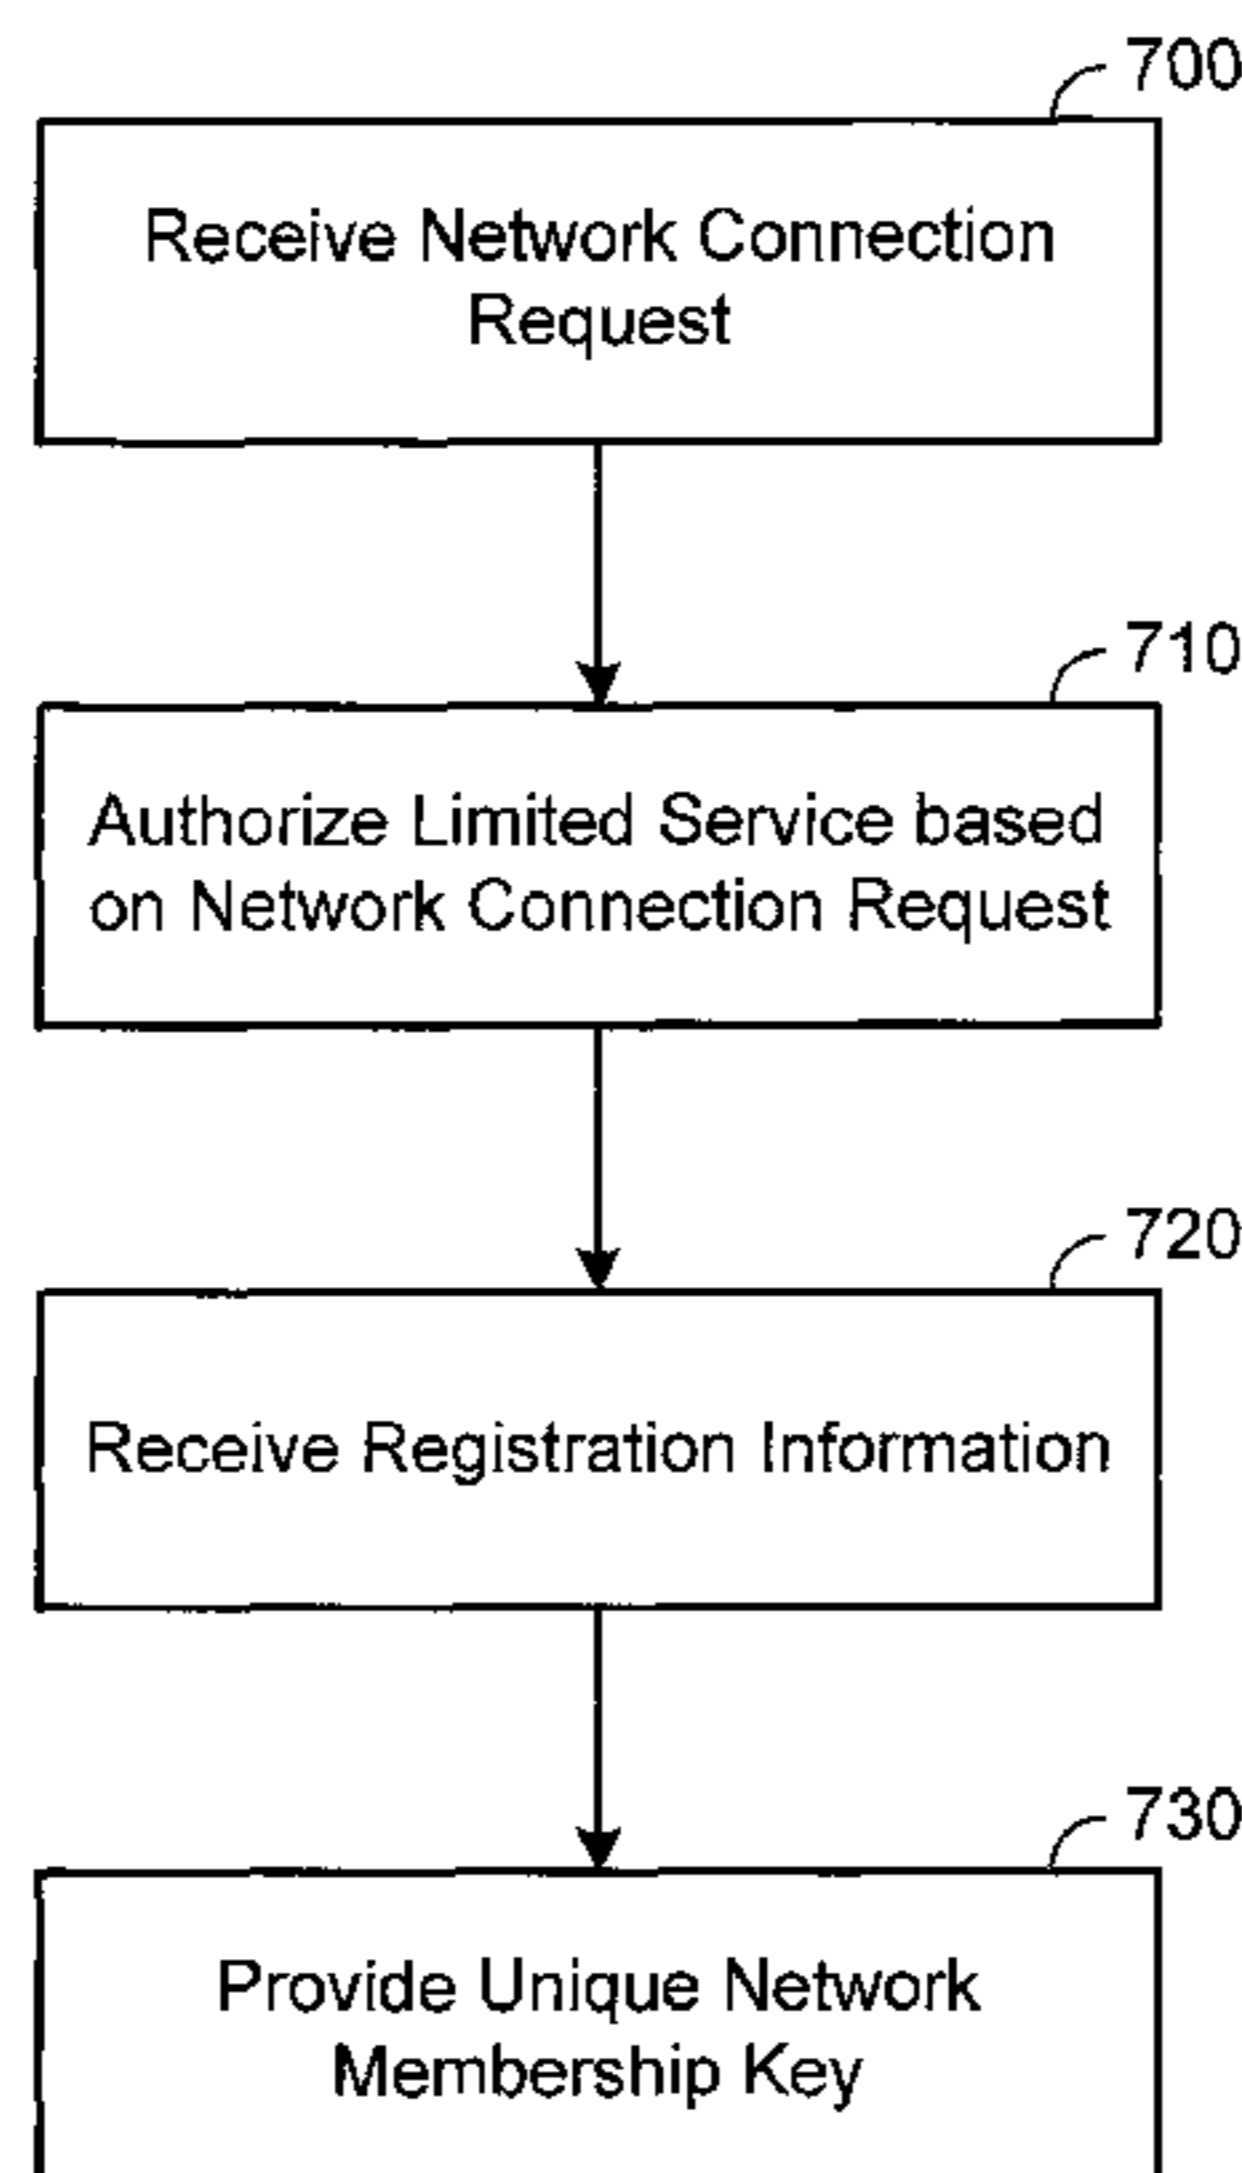 700
Receive Network Connection
Request
710
Authorize Limited Service based
on Network Connection Request
720
Receive Registration Information
730
Provide Unique Network
Membership Key